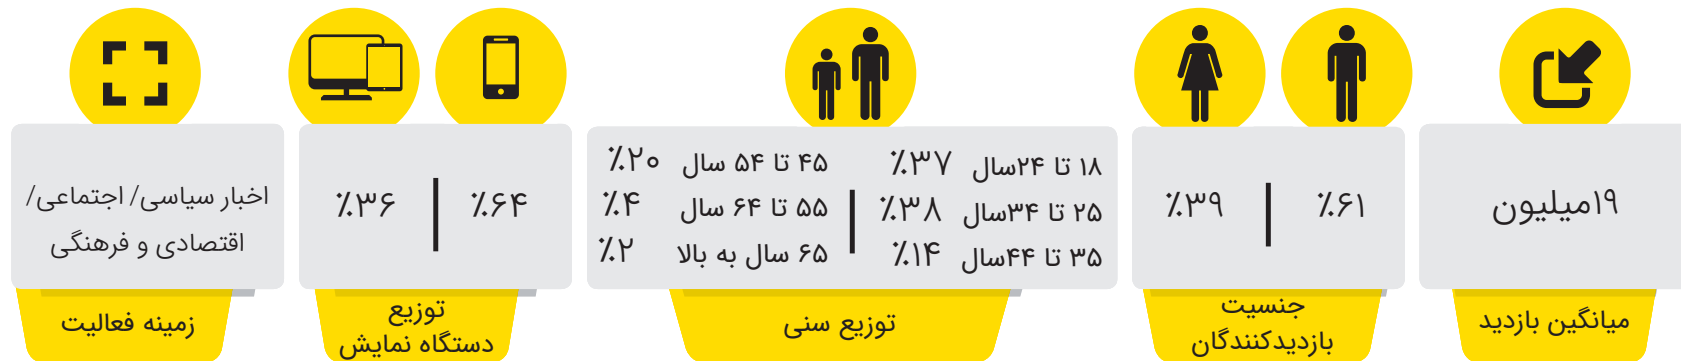 ۱۹میلیون
میانگین بازدید
٪۶۱ | ٪۳۹
جنسیت
بازدیدکنندگان
۱۸ تا ۲۴سال ٪۳۷
۲۵ تا ۳۴سال ٪۳۸
۳۵ تا ۴۴سال ٪۱۴
۴۵ تا ۵۴ سال ٪۲۰
۵۵ تا ۶۴ سال ٪۴
۶۵ سال به بالا ٪۲
توزیع سنی
٪۶۴ | ٪۳۶
توزیع
دستگاه نمایش
اخبار سیاسی/ اجتماعی/
اقتصادی و فرهنگی
زمینه فعالیت